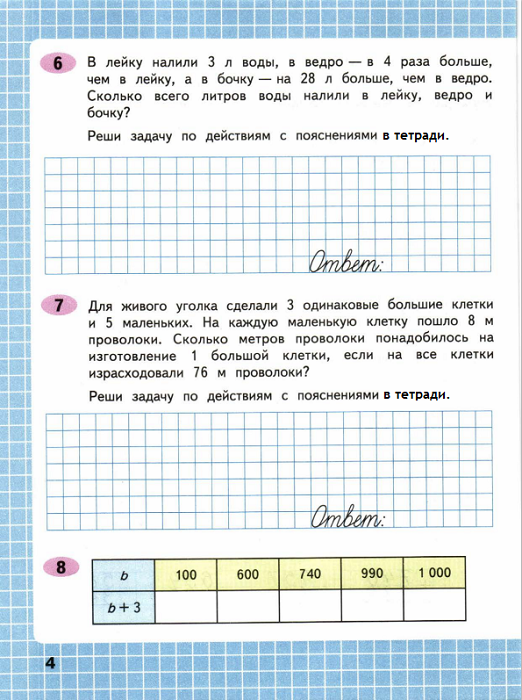 6 В лейку налили 3 л воды, в ведро — в 4 раза больше,
чем в лейку, а в бочку — на 28 л больше, чем в ведро.
Сколько всего литров воды налили в лейку, ведро и
бочку?
Реши задачу по действиям с пояснениями в тетради.
Ответ:
7 Для живого уголка сделали 3 одинаковые большие клетки
и 5 маленьких. На каждую маленькую клетку пошло 8 м
проволоки. Сколько метров проволоки понадобилось на
изготовление 1 большой клетки, если на все клетки
израсходовали 76 м проволоки?
Реши задачу по действиям с пояснениями в тетради.
Ответ:
8 b 100 600 740 990 1 000
b + 3
4